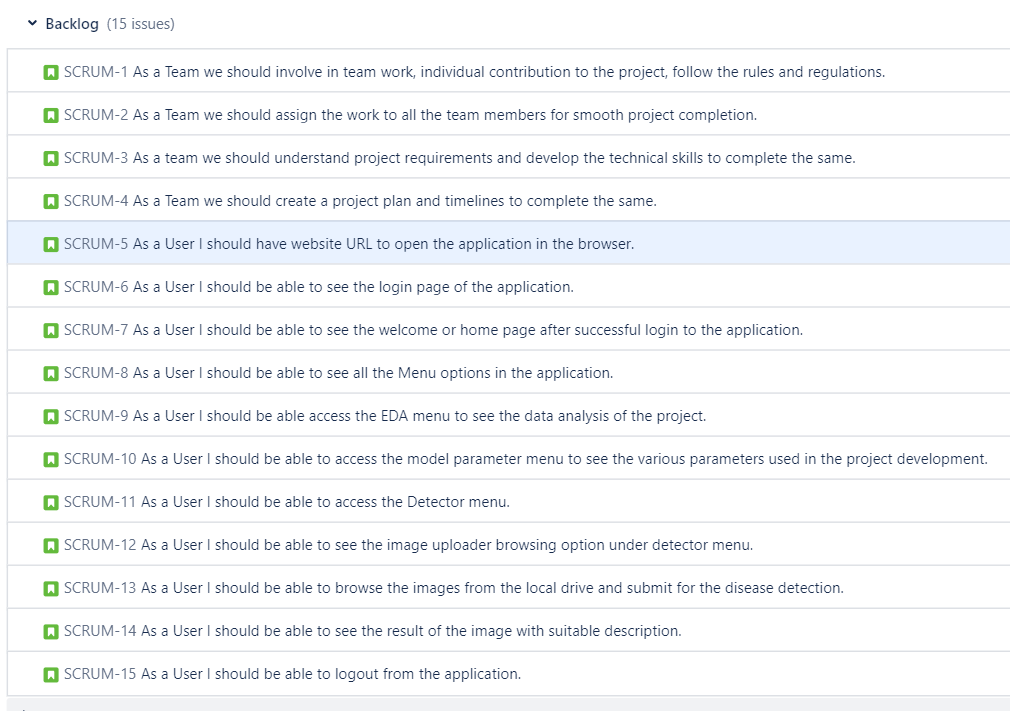 Backlog (15 issues)
SCRUM-1 As a Team we should involve in team work, individual contribution to the project, follow the rules and regulations.
SCRUM-2 As a Team we should assign the work to all the team members for smooth project completion.
SCRUM-3 As a team we should understand project requirements and develop the technical skills to complete the same.
SCRUM-4 As a Team we should create a project plan and timelines to complete the same.
SCRUM-5 As a User I should have website URL to open the application in the browser.
SCRUM-6 As a User I should be able to see the login page of the application.
SCRUM-7 As a User I should be able to see the welcome or home page after successful login to the application.
SCRUM-8 As a User I should be able to see all the Menu options in the application.
SCRUM-9 As a User I should be able access the EDA menu to see the data analysis of the project.
SCRUM-10 As a User I should be able to access the model parameter menu to see the various parameters used in the project development.
SCRUM-11 As a User I should be able to access the Detector menu.
SCRUM-12 As a User I should be able to see the image uploader browsing option under detector menu.
SCRUM-13 As a User I should be able to browse the images from the local drive and submit for the disease detection.
SCRUM-14 As a User I should be able to see the result of the image with suitable description.
SCRUM-15 As a User I should be able to logout from the application.